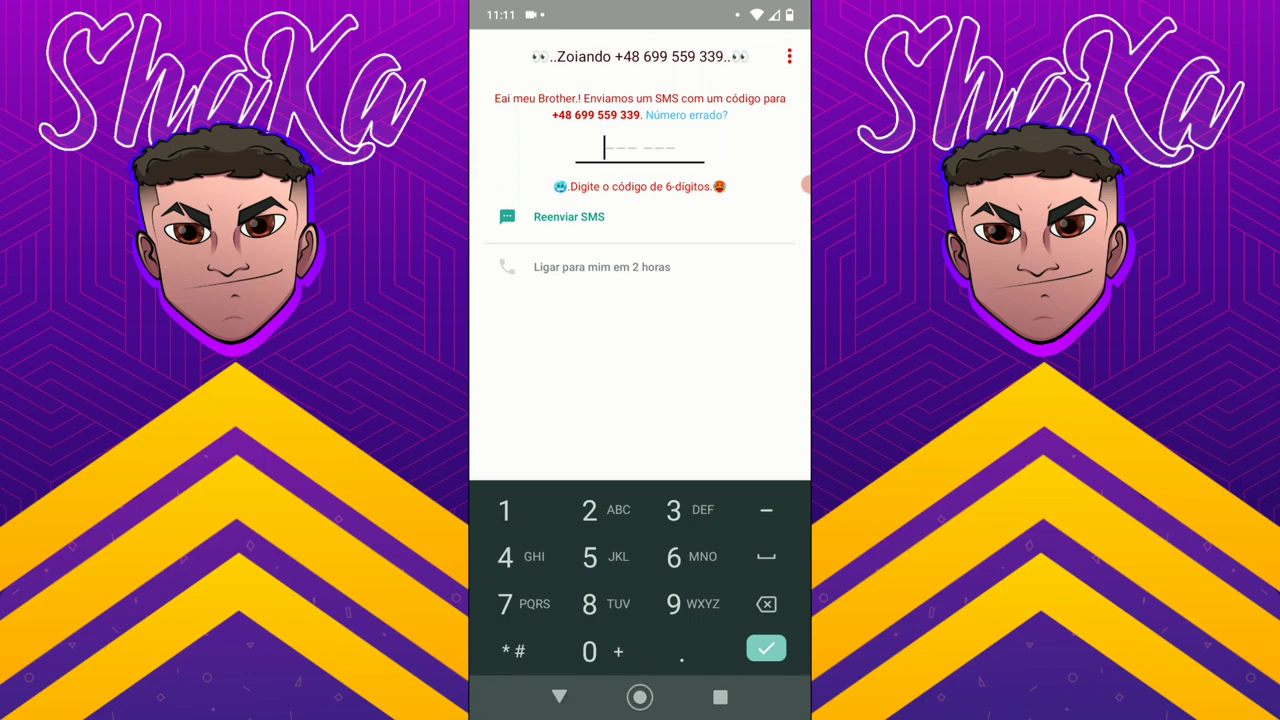 Shaka
Shaka
11:11
👀..Zoiando +48 699 559 339..👀
Eai meu Brother.! Enviamos um SMS com um código para
+48 699 559 339. Número errado?
--- ---
🥶.Digite o código de 6-dígitos.🥵
Reenviar SMS
Ligar para mim em 2 horas
1 2 ABC 3 DEF –
4 GHI 5 JKL 6 MNO
7 PQRS 8 TUV 9 WXYZ
* # 0 + .